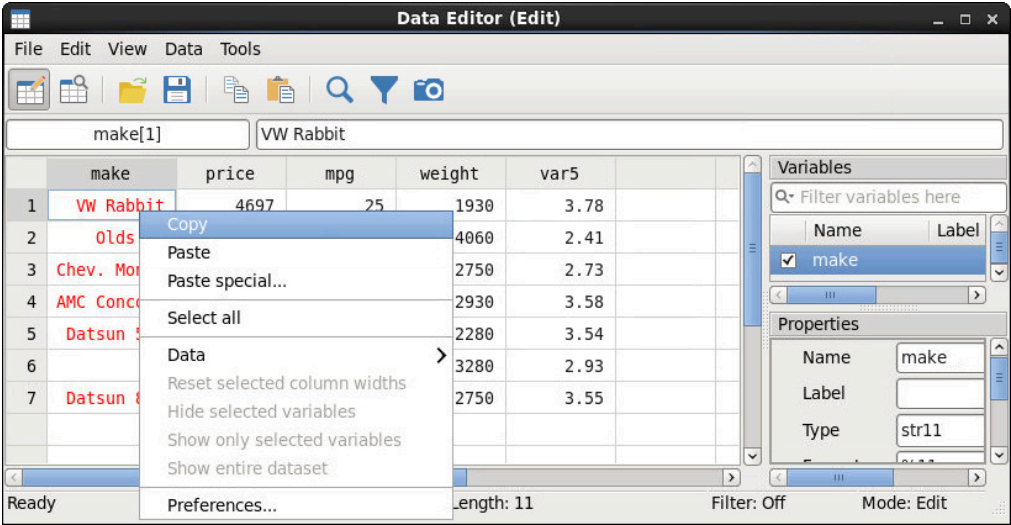 Data Editor (Edit)
File Edit View Data Tools
make[1] VW Rabbit
make price mpg weight var5
1 VW Rabbit 4697 25 1930 3.78
2 Olds 4060 2.41
3 Chev. 2750 2.73
4 AMC 2930 3.58
5 Datsun 2280 3.54
6 3280 2.93
7 Datsun 2750 3.55
Copy
Paste
Paste special...
Select all
Data
Reset selected column widths
Hide selected variables
Show only selected variables
Show entire dataset
Preferences...
Variables
Filter variables here
Name Label
make
Properties
Name make
Label
Type str11
Ready Length: 11 Filter: Off Mode: Edit